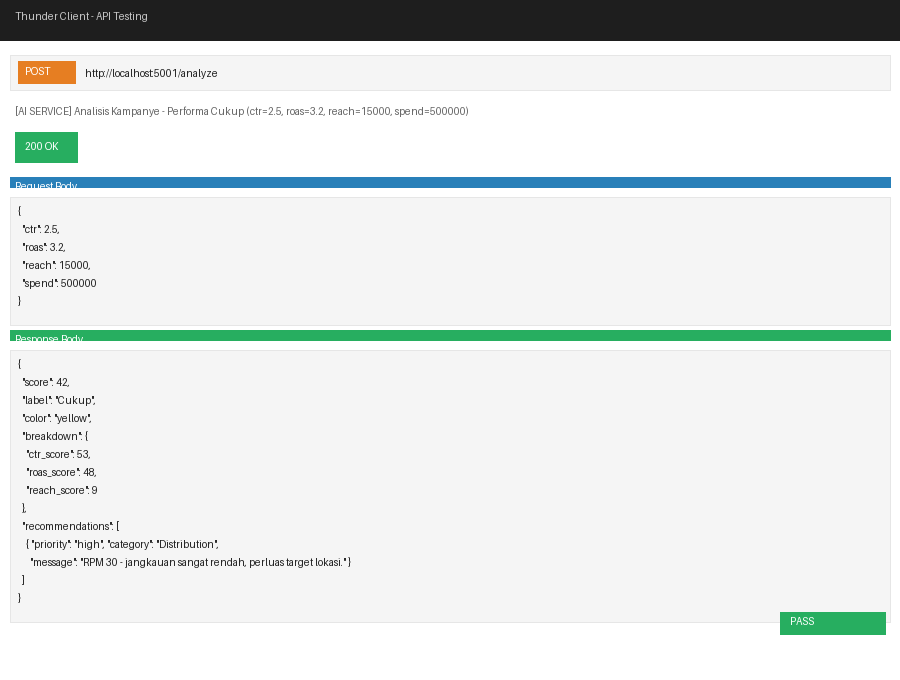 Thunder Client - API Testing
POST http://localhost:5001/analyze
[AI SERVICE] Analisis Kampanye - Performa Cukup (ctr=2.5, roas=3.2, reach=15000, spend=500000)
200 OK
Request Body
{
"ctr": 2.5,
"roas": 3.2,
"reach": 15000,
"spend": 500000
}
Response Body
{
"score": 42,
"label": "Cukup",
"color": "yellow",
"breakdown": {
"ctr_score": 53,
"roas_score": 48,
"reach_score": 9
},
"recommendations": [
{ "priority": "high", "category": "Distribution",
"message": "RPM 30 - jangkauan sangat rendah, perluas target lokasi." }
]
}
PASS